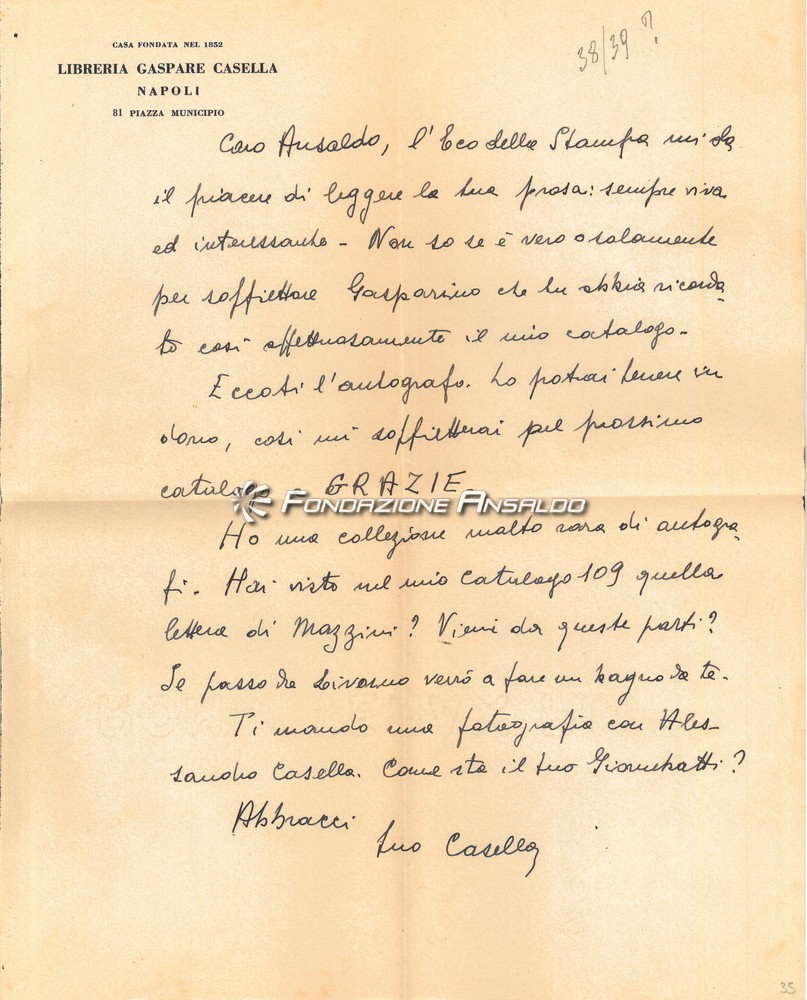 38/39 ?
CASA FONDATA NEL 1852
LIBRERIA GASPARE CASELLA
NAPOLI
81 PIAZZA MUNICIPIO
Caro Ansaldo, l'Eco della Stampa mi da
il piacere di leggere la tua prosa: sempre viva
ed interessante - Non so se è vero o solamente
per soffiettare Gasparino che tu abbia ricorda-
to così affettuosamente il mio catalogo.
Eccoti l'autografo. Lo potrai tenere in
dono, così mi soffietterai pel prossimo
catalogo - GRAZIE -
Ho una collezione molto rara di autogra-
fi. Hai visto nel mio catalogo 109 quella
lettera di Mazzini? Vieni da queste parti?
Se passo da Livorno verrò a fare un bagno da te.
Ti mando una fotografia con Ales-
sandro Casella. Come sta il tuo
Abbracci
tuo Casella
FONDAZIONE ANSALDO
35